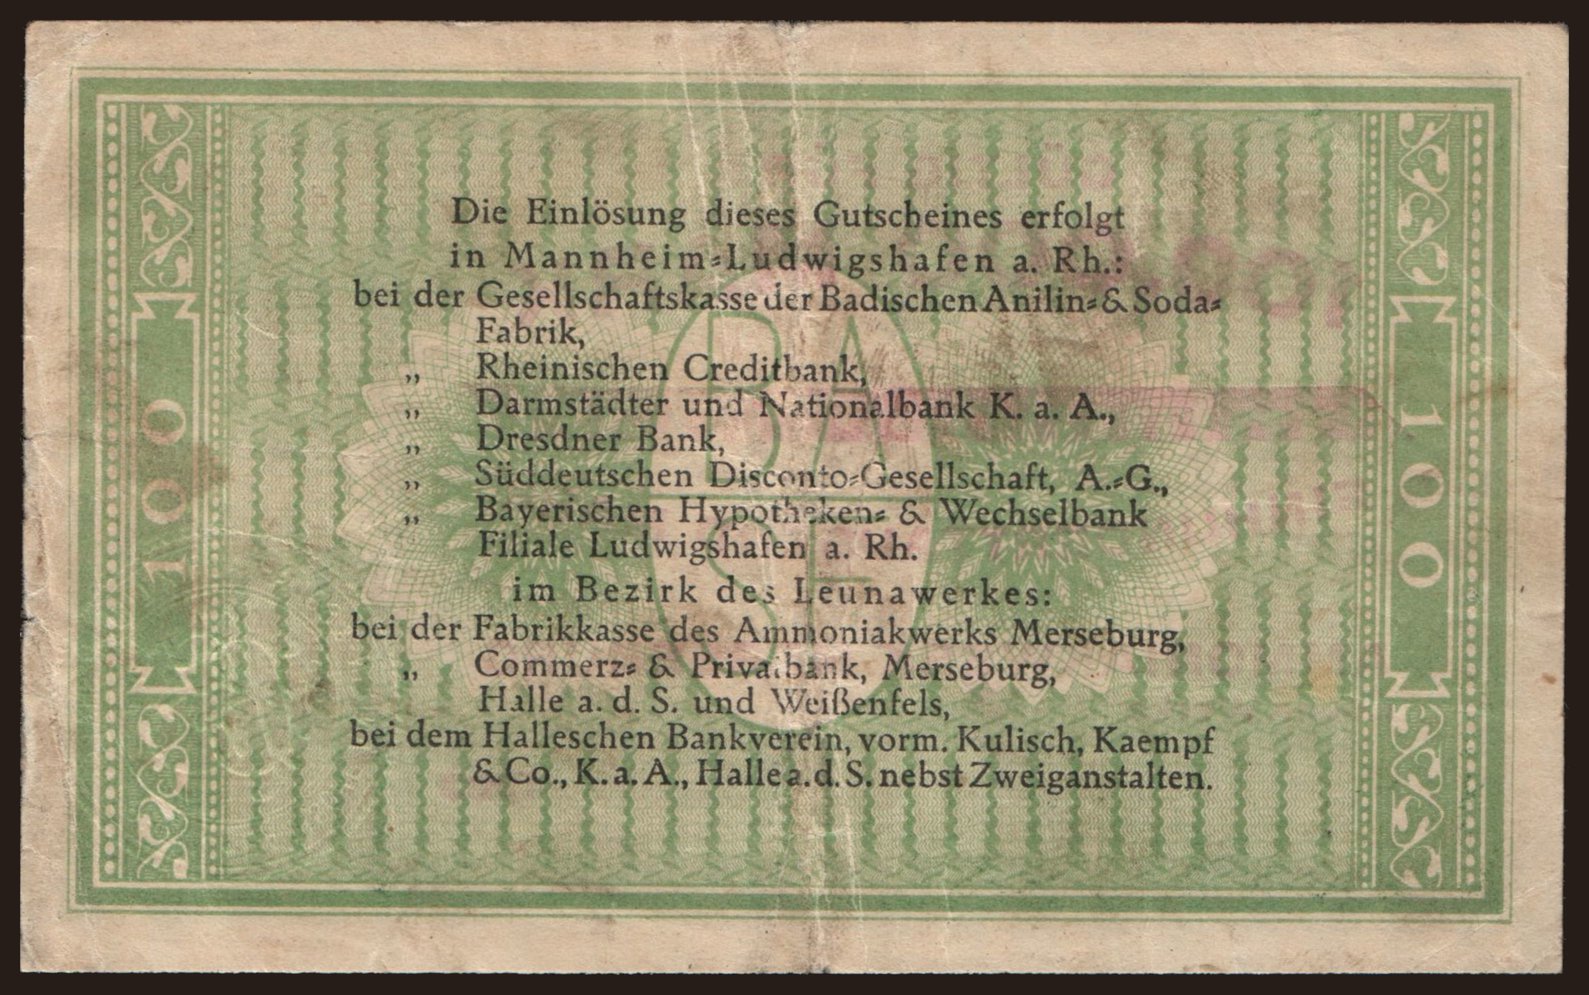 Die Einlösung dieses Gutscheines erfolgt
in Mannheim=Ludwigshafen a. Rh.:
bei der Gesellschaftskasse der Badischen Anilin= & Soda=
Fabrik,
„ Rheinischen Creditbank,
„ Darmstädter und Nationalbank K. a. A.,
„ Dresdner Bank,
„ Süddeutschen Disconto=Gesellschaft, A.=G.,
„ Bayerischen Hypotheken= & Wechselbank
Filiale Ludwigshafen a. Rh.
im Bezirk des Leunawerkes:
bei der Fabrikkasse des Ammoniakwerks Merseburg,
„ Commerz= & Privatbank, Merseburg,
Halle a. d. S. und Weißenfels,
bei dem Halleschen Bankverein, vorm. Kulisch, Kaempf
& Co., K. a. A., Halle a. d. S. nebst Zweiganstalten.
100
100